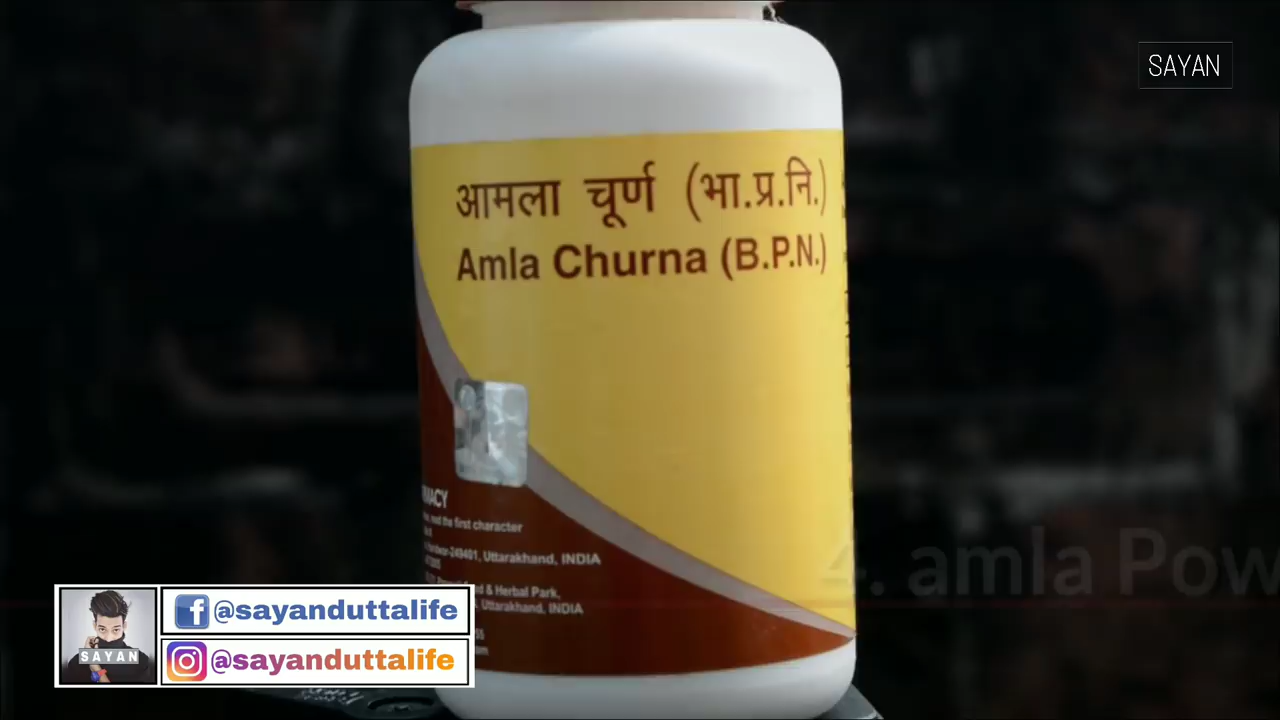 SAYAN
आमला चूर्ण (भा.प्र.नि.)
Amla Churna (B.P.N.)
read the first character
249401, Uttarakhand, INDIA
& Herbal Park,
Uttarakhand, INDIA
4. amla Pow
@sayanduttalife
SAYAN
@sayanduttalife